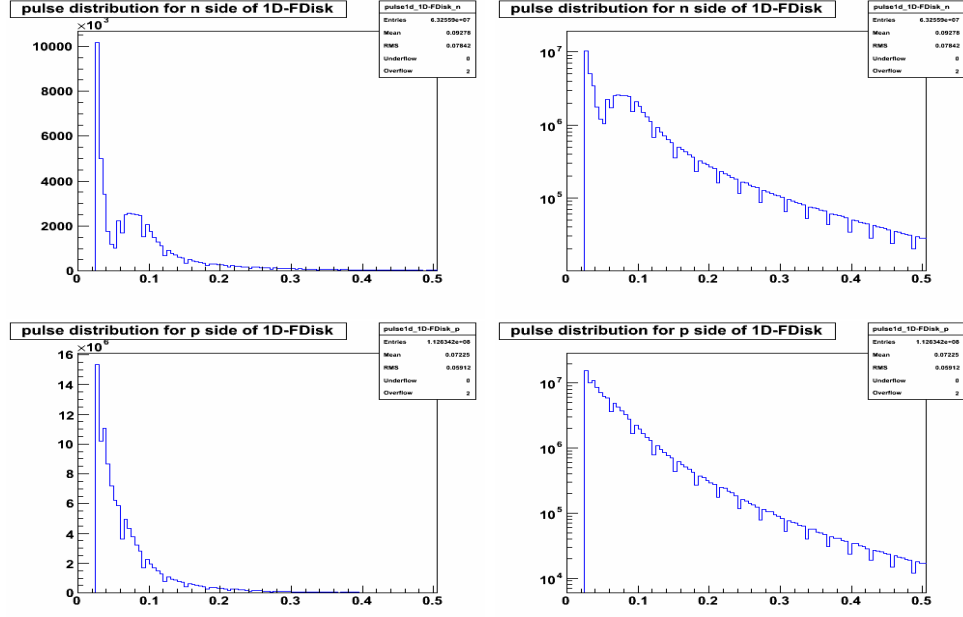 pulse distribution for n side of 1D-FDisk
pulse1d_1D-FDisk_n
Entries 6.32559e+07
Mean 0.09278
RMS 0.07842
Underflow 0
Overflow 2
×10³
10000
8000
6000
4000
2000
0
0 0.1 0.2 0.3 0.4 0.5
pulse distribution for n side of 1D-FDisk
pulse1d_1D-FDisk_n
Entries 6.32559e+07
Mean 0.09278
RMS 0.07842
Underflow 0
Overflow 2
10⁷
10⁶
10⁵
0 0.1 0.2 0.3 0.4 0.5
pulse distribution for p side of 1D-FDisk
pulse1d_1D-FDisk_p
Entries 1.126342e+08
Mean 0.07225
RMS 0.05912
Underflow 0
Overflow 2
×10⁶
16
14
12
10
8
6
4
2
0
0 0.1 0.2 0.3 0.4 0.5
pulse distribution for p side of 1D-FDisk
pulse1d_1D-FDisk_p
Entries 1.126342e+08
Mean 0.07225
RMS 0.05912
Underflow 0
Overflow 2
10⁷
10⁶
10⁵
10⁴
0 0.1 0.2 0.3 0.4 0.5